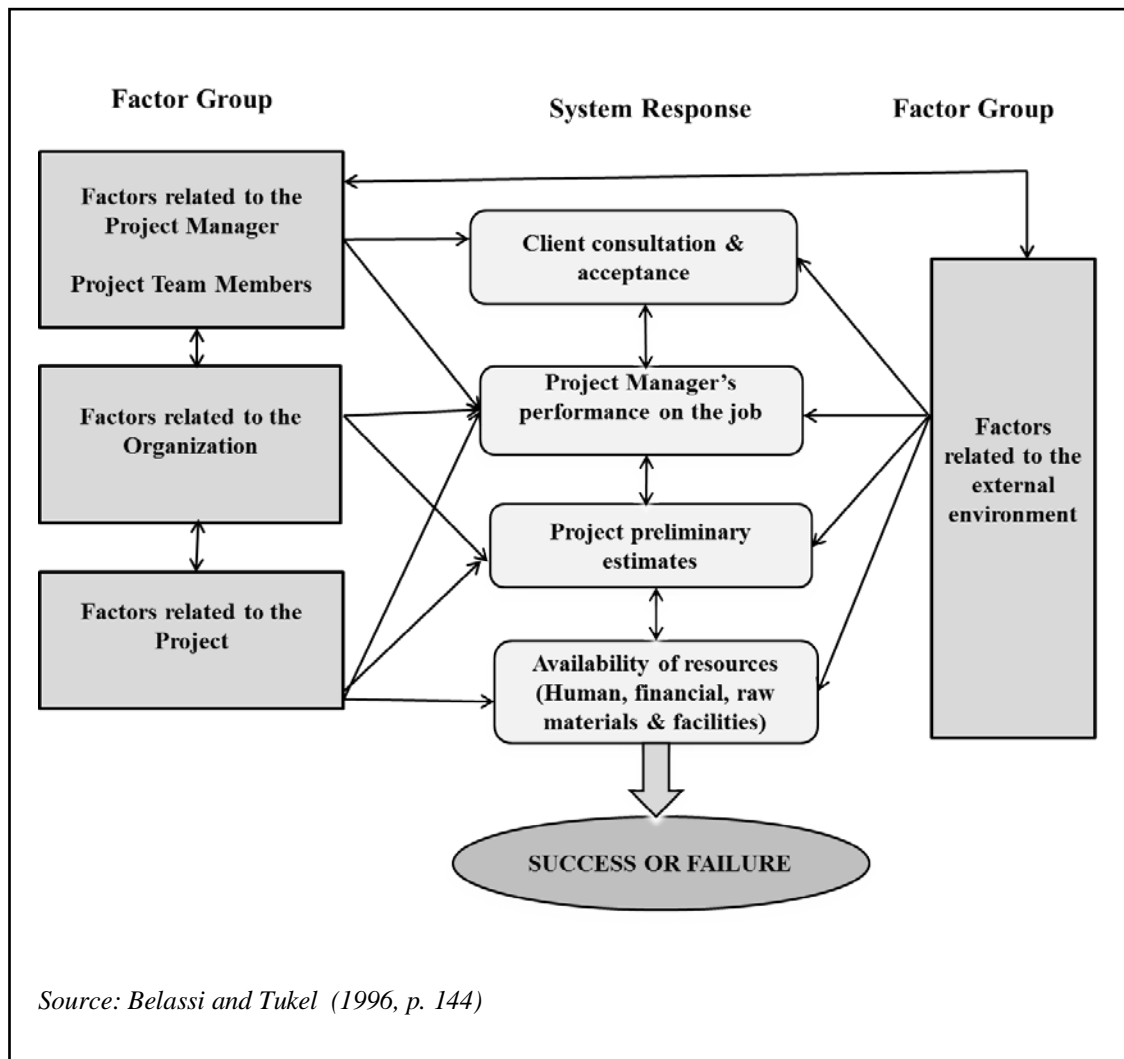 Factor Group
System Response
Factor Group
Factors related to the
Project Manager
Project Team Members
Factors related to the
Organization
Factors related to the
Project
Client consultation &
acceptance
Project Manager’s
performance on the job
Project preliminary
estimates
Availability of resources
(Human, financial, raw
materials & facilities)
Factors
related to the
external
environment
SUCCESS OR FAILURE
Source: Belassi and Tukel (1996, p. 144)